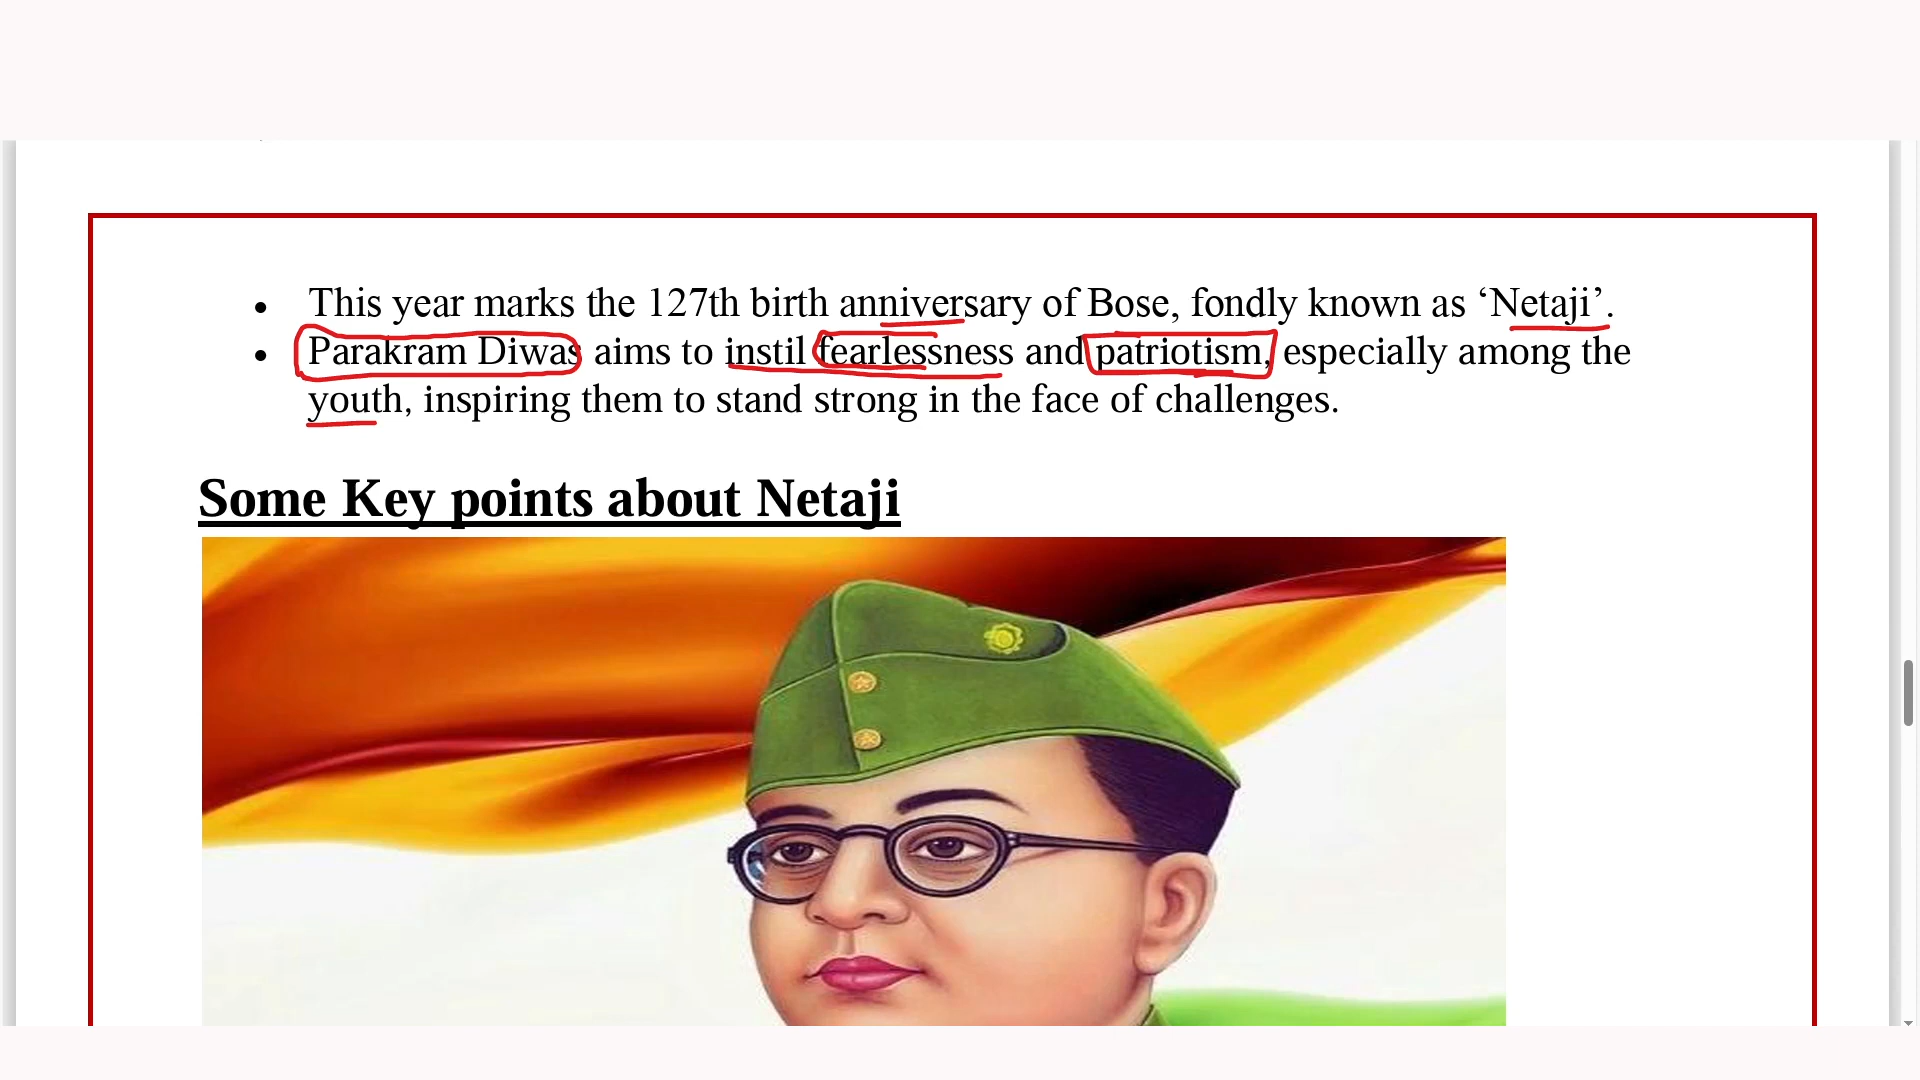 • This year marks the 127th birth anniversary of Bose, fondly known as ‘Netaji’.
• Parakram Diwas aims to instil fearlessness and patriotism, especially among the
youth, inspiring them to stand strong in the face of challenges.
Some Key points about Netaji